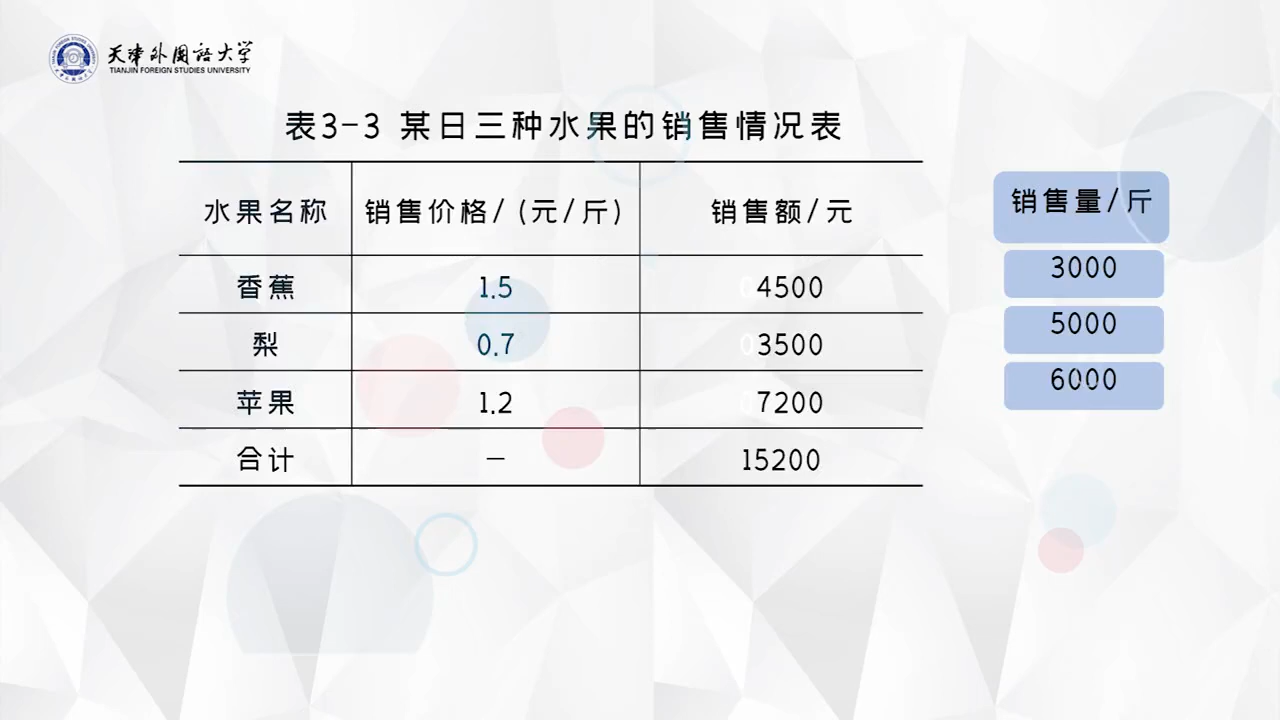 天津外国语大学
TIANJIN FOREIGN STUDIES UNIVERSITY
表3-3 某日三种水果的销售情况表
水果名称 销售价格/(元/斤) 销售额/元 销售量/斤
香蕉 1.5 4500 3000
梨 0.7 3500 5000
苹果 1.2 7200 6000
合计 — 15200